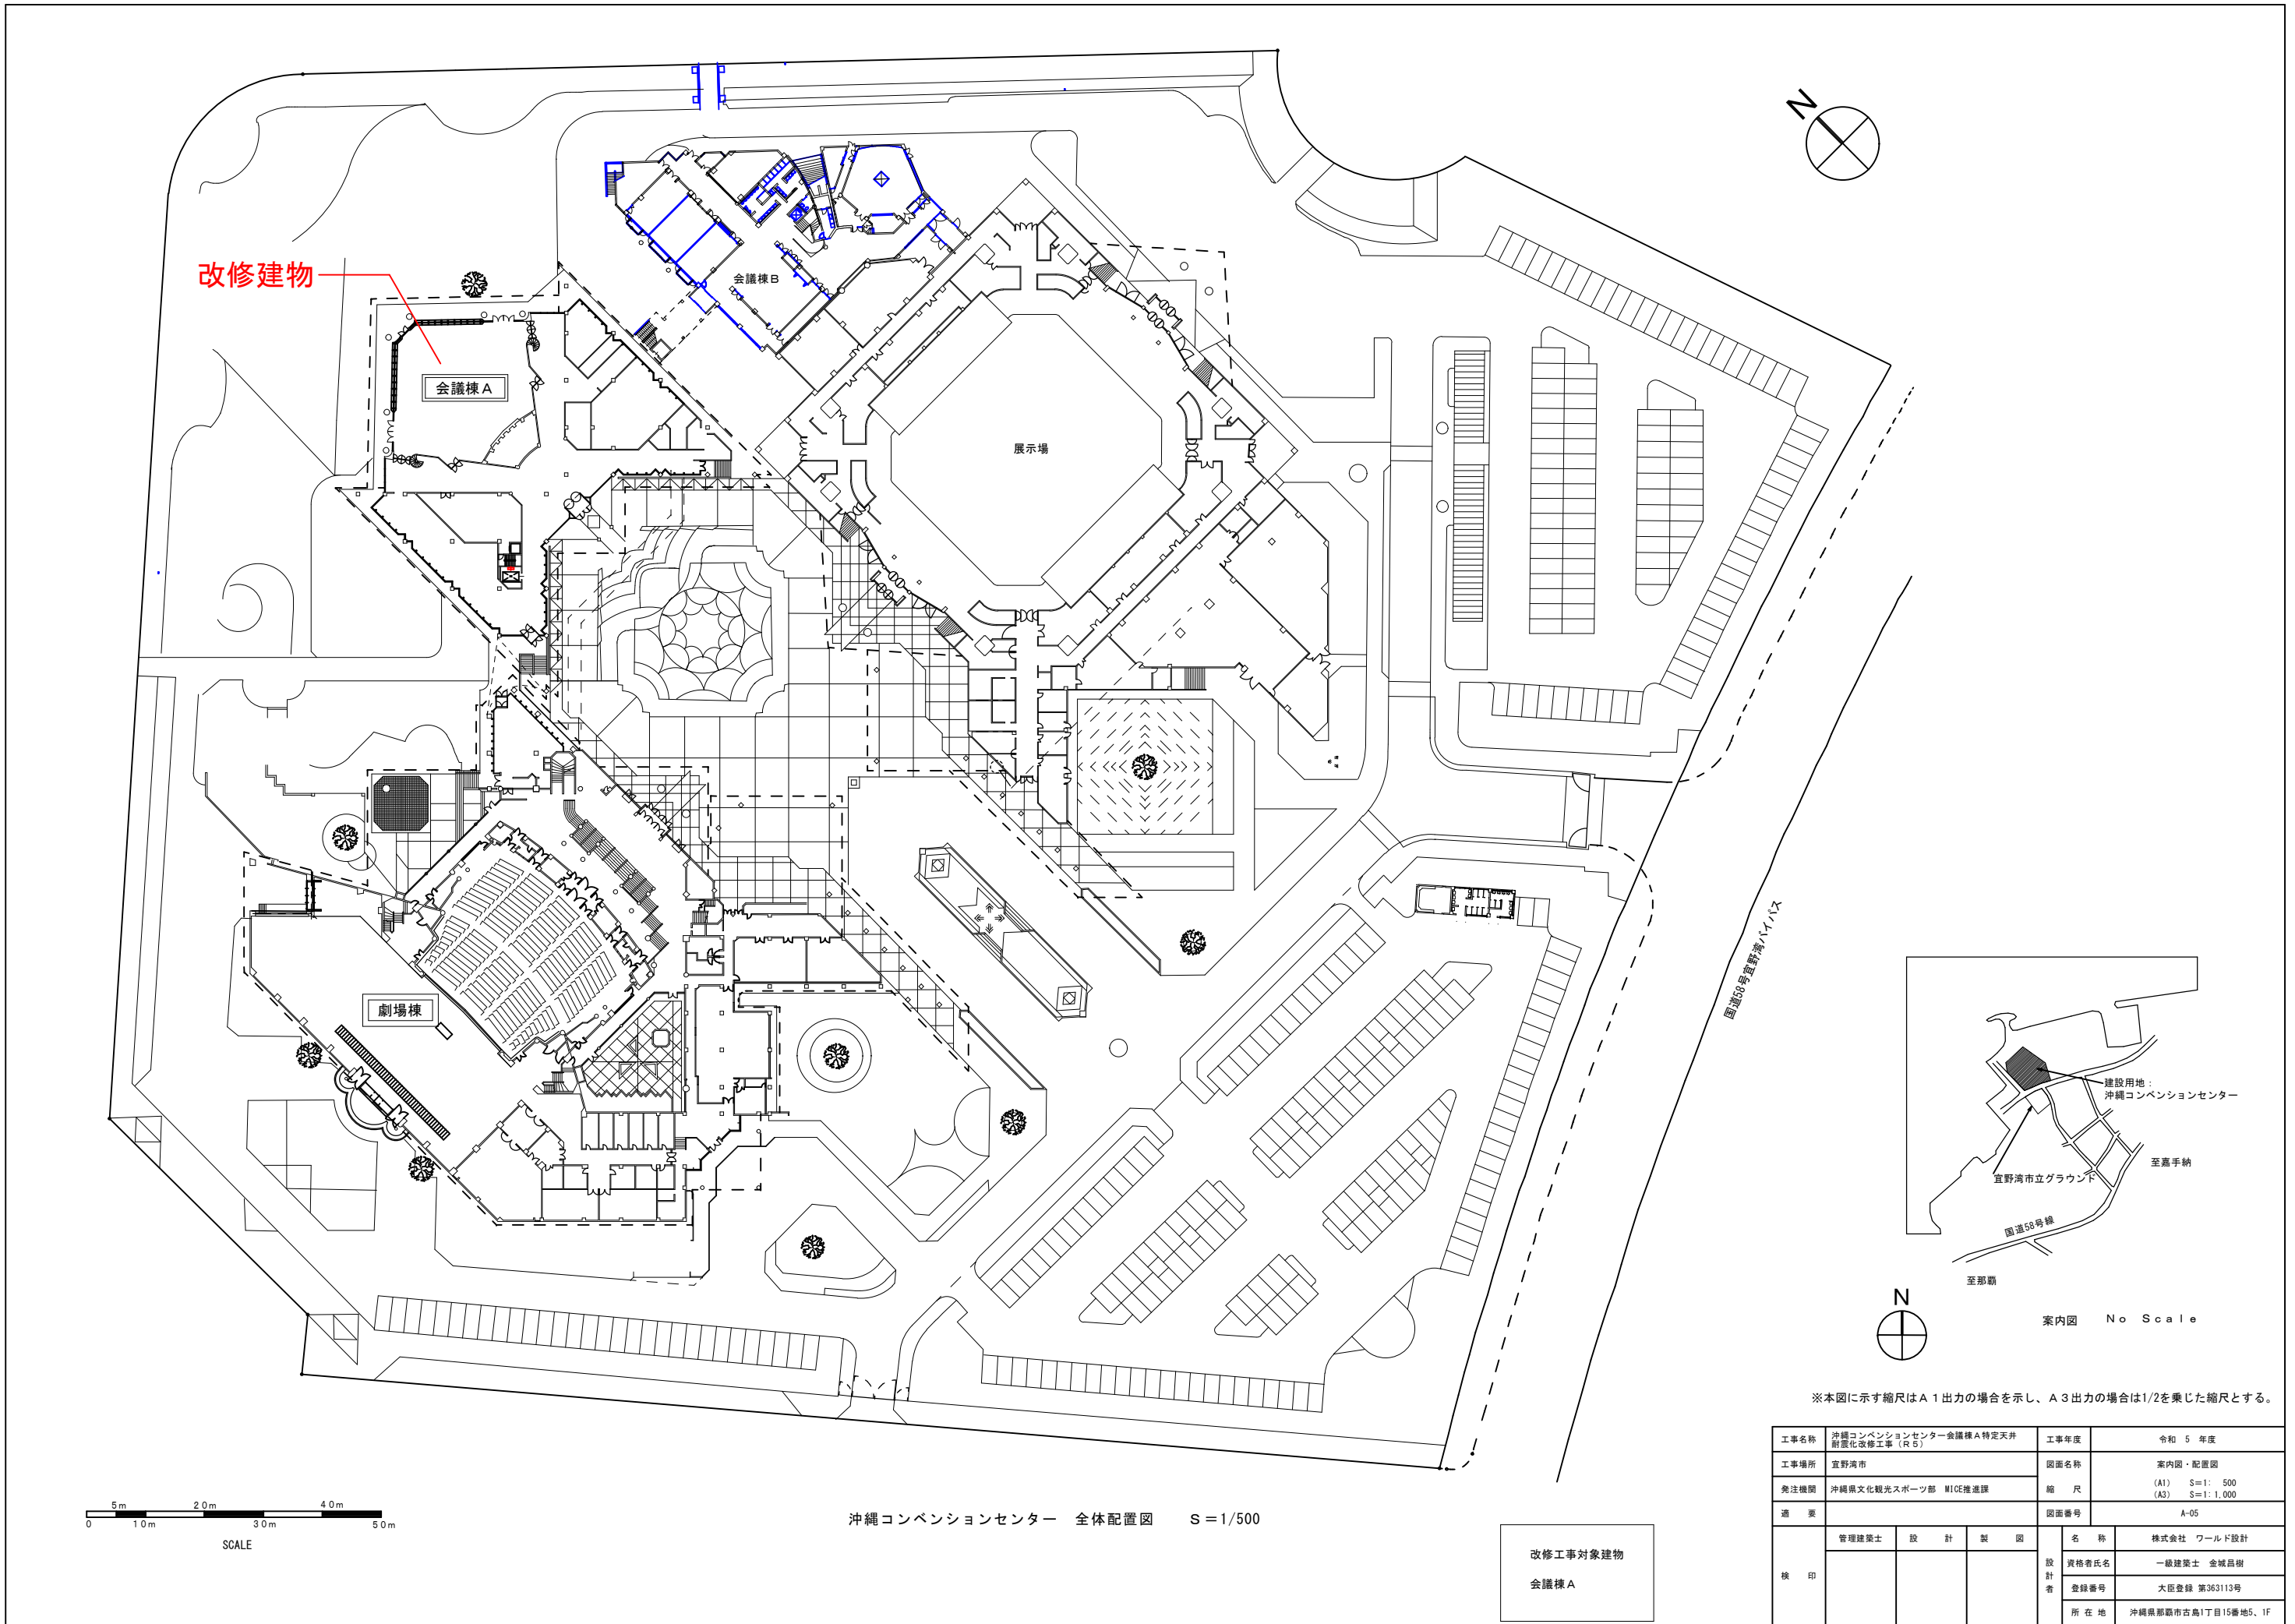 N
改修建物
会議棟B
会議棟A
展示場
国道58号宜野湾バイパス
劇場棟
建設用地：
沖縄コンベンションセンター
至嘉手納
宜野湾市立グラウンド
国道58号線
至那覇
N
案内図 No Scale
※本図に示す縮尺はA1出力の場合を示し、A3出力の場合は1/2を乗じた縮尺とする。
5m 20m 40m
0 10m 30m 50m
SCALE
沖縄コンベンションセンター 全体配置図 S=1/500
改修工事対象建物
会議棟A
工事名称 沖縄コンベンションセンター会議棟A特定天井
耐震化改修工事（R5） 工事年度 令和 5 年度
工事場所 宜野湾市 図面名称 案内図・配置図
発注機関 沖縄県文化観光スポーツ部 MICE推進課 縮尺 (A1) S=1: 500
(A3) S=1:1,000
適要 図面番号 A-05
検印 管理建築士 設計 製図
設計者 名称 株式会社 ワールド設計
資格者氏名 一級建築士 金城昌樹
登録番号 大臣登録 第363113号
所在地 沖縄県那覇市古島1丁目15番地5、1F